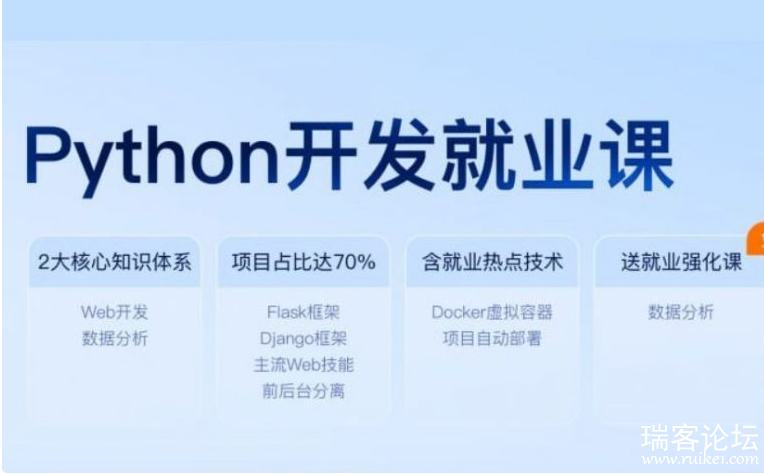 Python开发就业课
2大核心知识体系
Web开发
数据分析
项目占比达70%
Flask框架
Django框架
主流Web技能
前后台分离
含就业热点技术
Docker虚拟容器
项目自动部署
送就业强化课
数据分析
瑞客论坛
www.ruike1.com